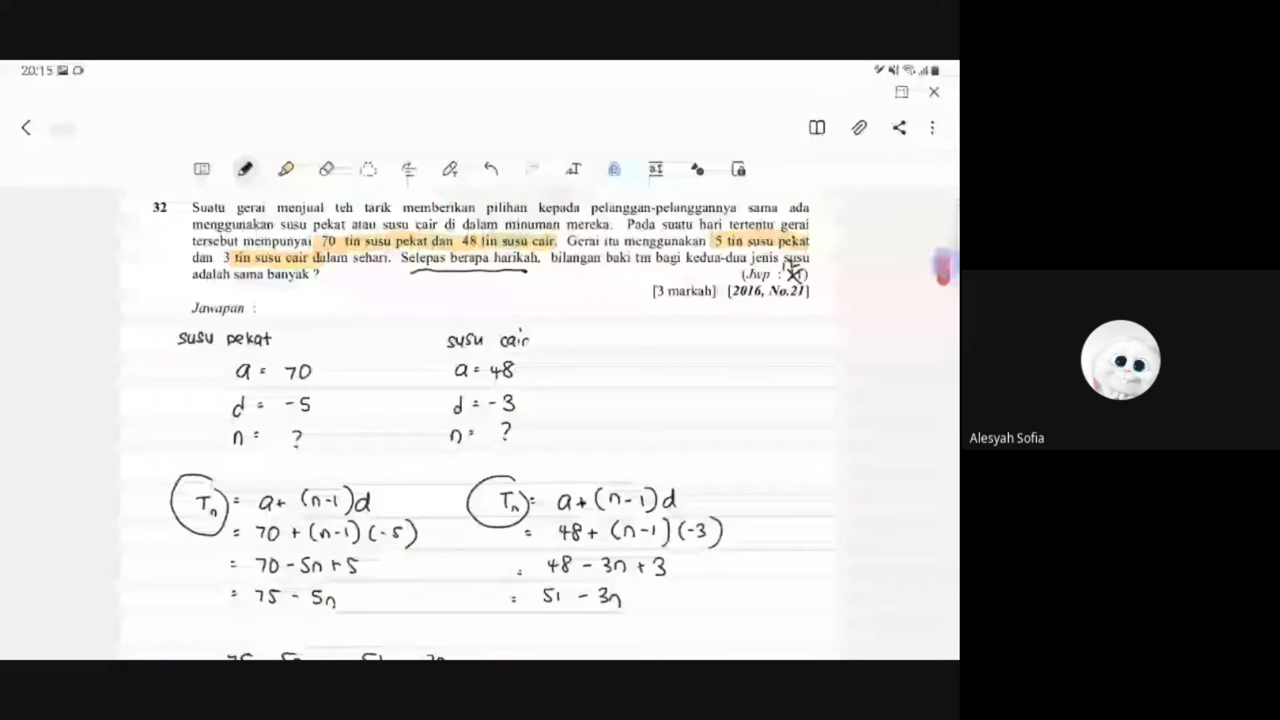 20:15
32 Suatu gerai menjual teh tarik memberikan pilihan kepada pelanggan-pelanggannya sama ada
menggunakan susu pekat atau susu cair di dalam minuman mereka. Pada suatu hari tertentu gerai
tersebut mempunyai 70 tin susu pekat dan 48 tin susu cair. Gerai itu menggunakan 5 tin susu pekat
dan 3 tin susu cair dalam sehari. Selepas berapa harikah, bilangan baki tin bagi kedua-dua jenis susu
adalah sama banyak ?
(Jwp :
[3 markah] [2016, No.21]
Jawapan :
susu pekat susu cair
a = 70 a = 48
d = -5 d = -3
n = ? n = ?
Tn = a + (n-1)d Tn = a + (n-1)d
= 70 + (n-1)(-5) = 48 + (n-1)(-3)
= 70 - 5n + 5 = 48 - 3n + 3
= 75 - 5n = 51 - 3n
Alesyah Sofia